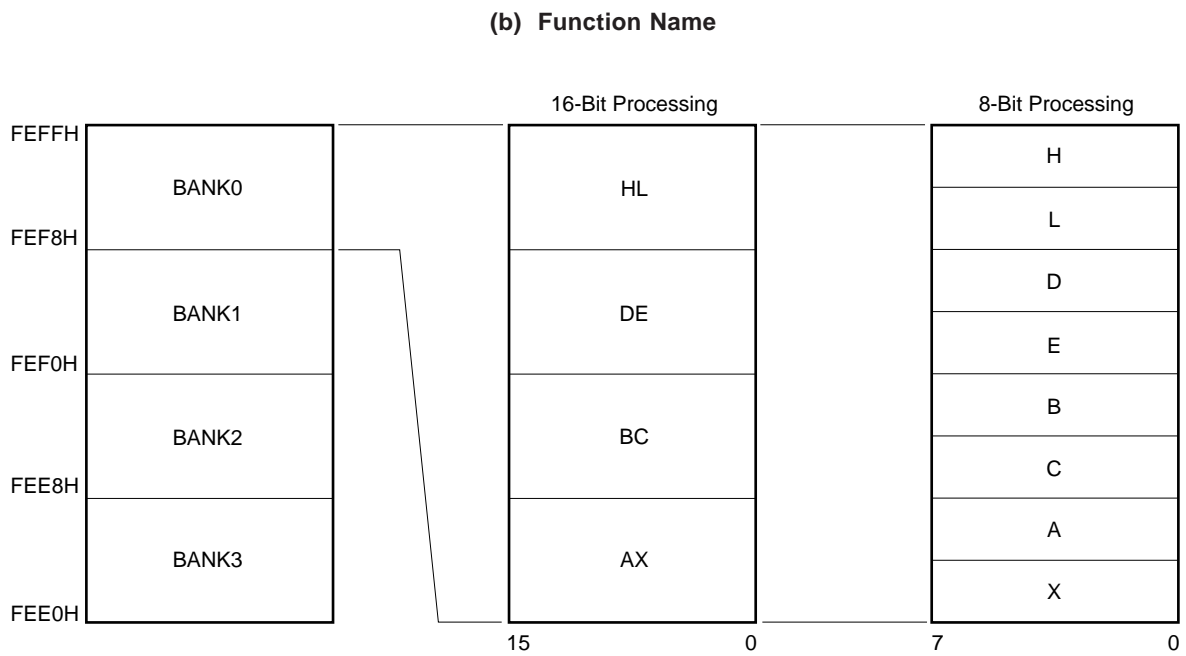 (b) Function Name
16-Bit Processing
8-Bit Processing
FEFFH
BANK0
HL
H
L
FEF8H
BANK1
DE
D
E
FEF0H
BANK2
BC
B
C
FEE8H
BANK3
AX
A
X
FEE0H
15
0
7
0